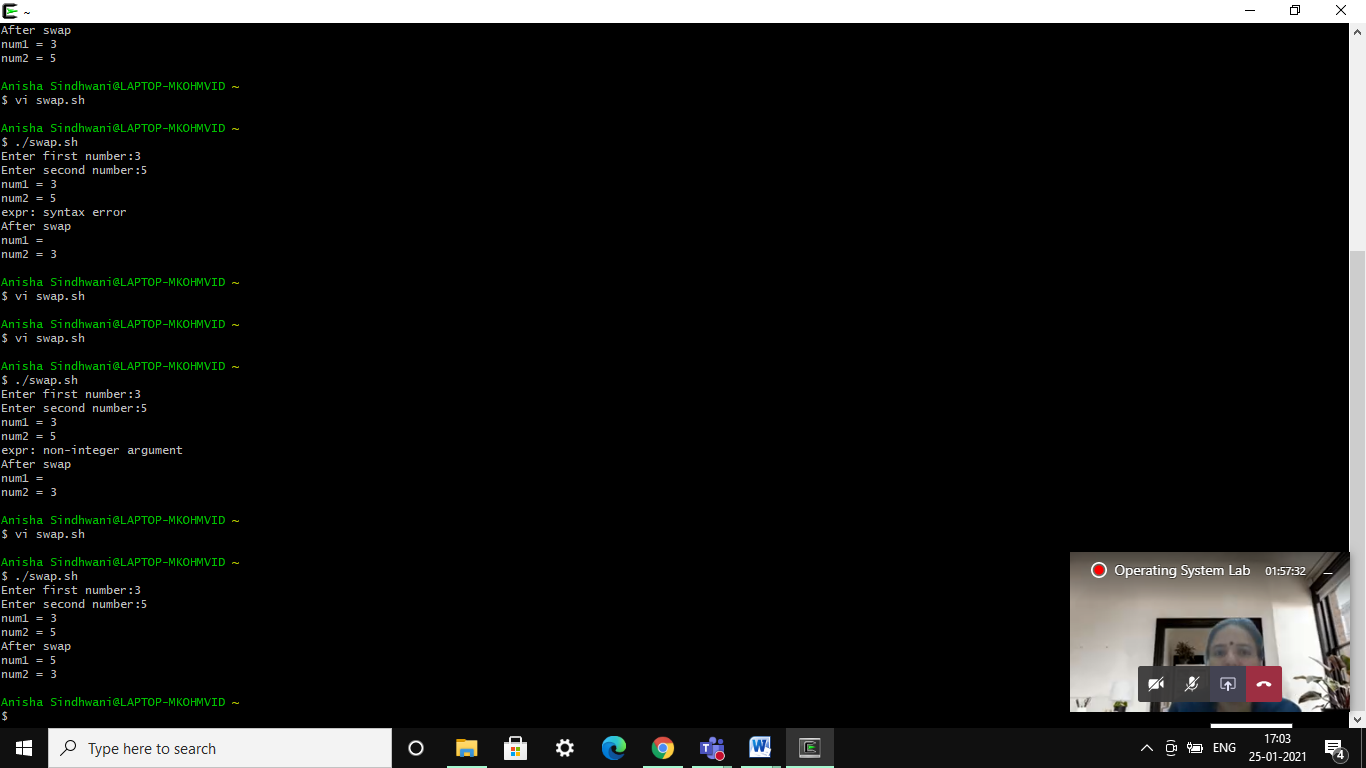 ~
After swap
num1 = 3
num2 = 5
Anisha Sindhwani@LAPTOP-MKOHMVID ~
$ vi swap.sh
Anisha Sindhwani@LAPTOP-MKOHMVID ~
$ ./swap.sh
Enter first number:3
Enter second number:5
num1 = 3
num2 = 5
expr: syntax error
After swap
num1 =
num2 = 3
Anisha Sindhwani@LAPTOP-MKOHMVID ~
$ vi swap.sh
Anisha Sindhwani@LAPTOP-MKOHMVID ~
$ vi swap.sh
Anisha Sindhwani@LAPTOP-MKOHMVID ~
$ ./swap.sh
Enter first number:3
Enter second number:5
num1 = 3
num2 = 5
expr: non-integer argument
After swap
num1 =
num2 = 3
Anisha Sindhwani@LAPTOP-MKOHMVID ~
$ vi swap.sh
Anisha Sindhwani@LAPTOP-MKOHMVID ~
$ ./swap.sh
Enter first number:3
Enter second number:5
num1 = 3
num2 = 5
After swap
num1 = 5
num2 = 3
Anisha Sindhwani@LAPTOP-MKOHMVID ~
$
Operating System Lab 01:57:32
Type here to search
ENG
17:03
25-01-2021
4